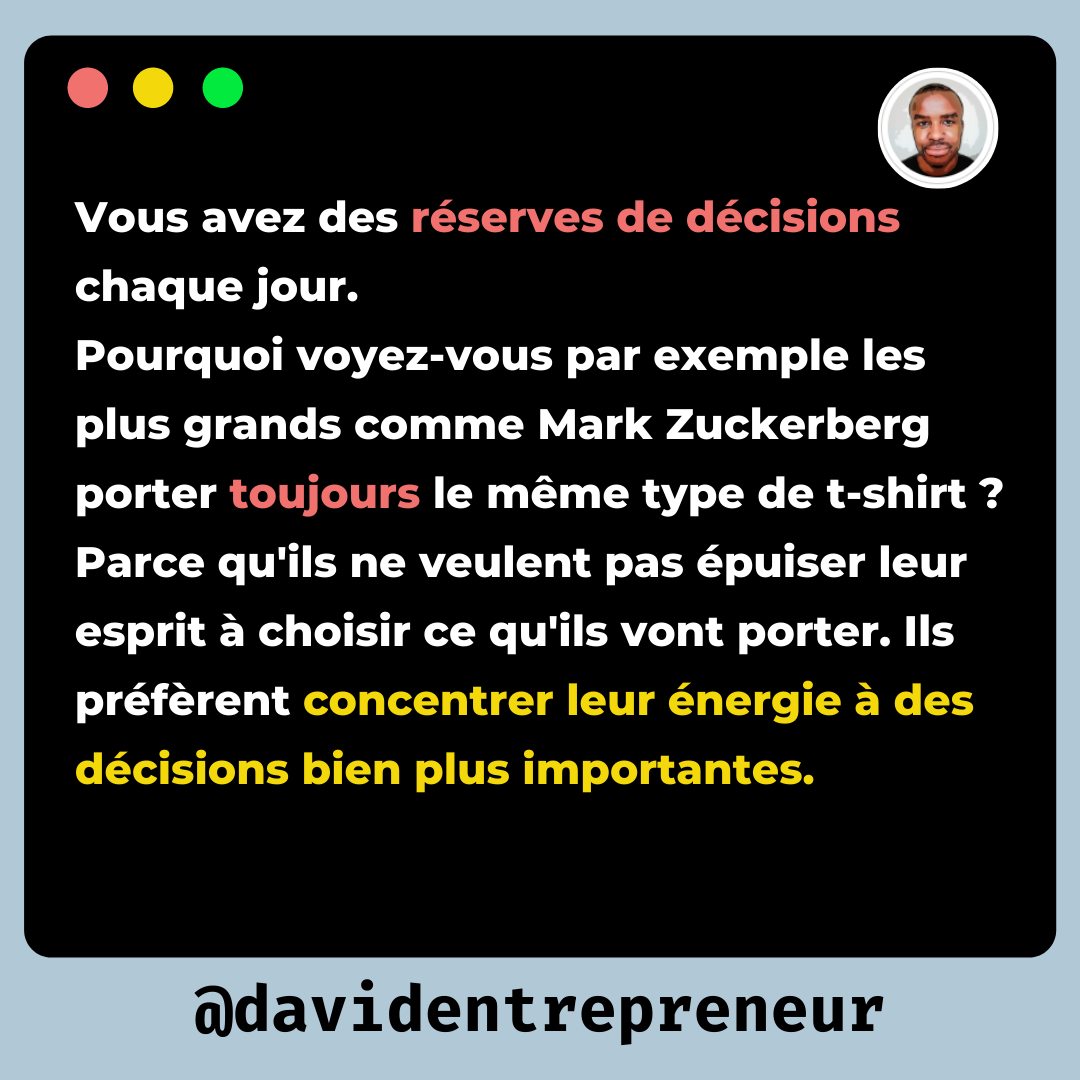 Vous avez des réserves de décisions
chaque jour.
Pourquoi voyez-vous par exemple les
plus grands comme Mark Zuckerberg
porter toujours le même type de t-shirt ?
Parce qu'ils ne veulent pas épuiser leur
esprit à choisir ce qu'ils vont porter. Ils
préfèrent concentrer leur énergie à des
décisions bien plus importantes.
@davidentrepreneur